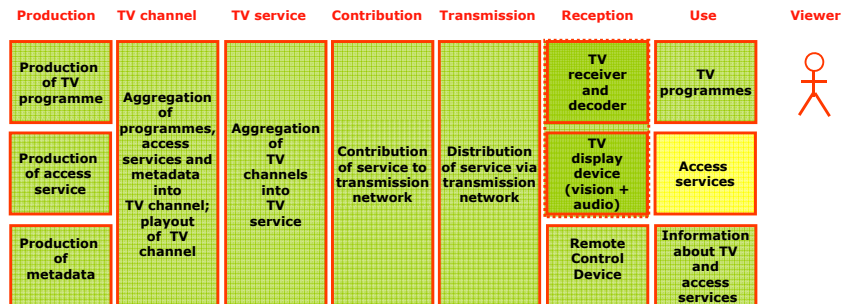 Production TV channel TV service Contribution Transmission Reception Use Viewer
Production
of TV
programme
Production
of access
service
Production
of
metadata
Aggregation
of
programmes,
access
services and
metadata
into
TV channel;
playout
of TV
channel
Aggregation
of
TV
channels
into
TV
service
Contribution
of service to
transmission
network
Distribution
of service via
transmission
network
TV
receiver
and
decoder
TV
display
device
(vision +
audio)
Remote
Control
Device
TV
programmes
Access
services
Information
about TV
and
access
services